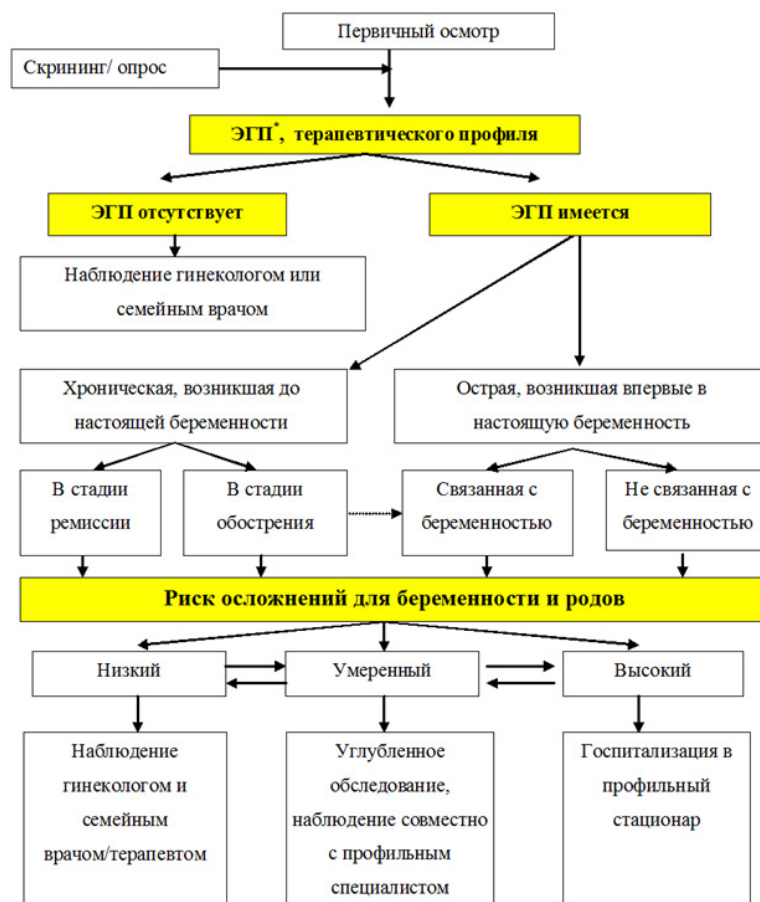 Первичный осмотр
Скрининг/ опрос
ЭГП*, терапевтического профиля
ЭГП отсутствует
ЭГП имеется
Наблюдение гинекологом или
семейным врачом
Хроническая, возникшая до
настоящей беременности
Острая, возникшая впервые в
настоящую беременность
В стадии
ремиссии
В стадии
обострения
Связанная с
беременностью
Не связанная с
беременностью
Риск осложнений для беременности и родов
Низкий
Умеренный
Высокий
Наблюдение
гинекологом и
семейным
врачом/терапевтом
Углубленное
обследование,
наблюдение совместно
с профильным
специалистом
Госпитализация в
профильный
стационар